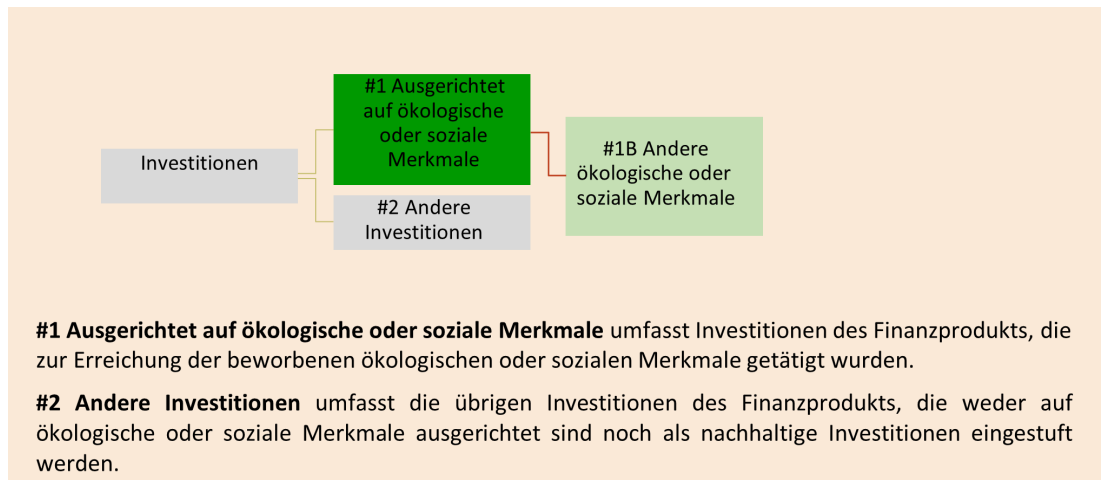 #1 Ausgerichtet
auf ökologische
oder soziale
Merkmale
Investitionen
#2 Andere
Investitionen
#1B Andere
ökologische oder
soziale Merkmale
#1 Ausgerichtet auf ökologische oder soziale Merkmale umfasst Investitionen des Finanzprodukts, die
zur Erreichung der beworbenen ökologischen oder sozialen Merkmale getätigt wurden.
#2 Andere Investitionen umfasst die übrigen Investitionen des Finanzprodukts, die weder auf
ökologische oder soziale Merkmale ausgerichtet sind noch als nachhaltige Investitionen eingestuft
werden.